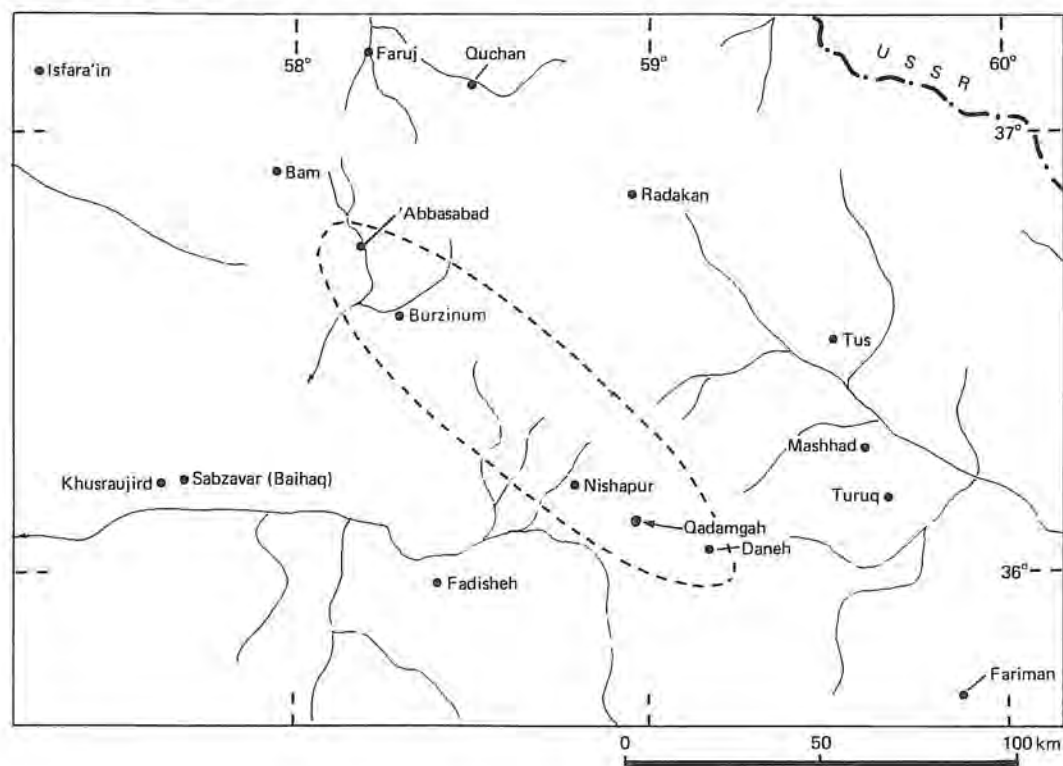 Isfara'in
58°
Faruj
Quchan
59°
USSR
60°
37°
Bam
'Abbasabad
Radakan
Burzinum
Tus
Khusraujird
Sabzavar (Baihaq)
Nishapur
Mashhad
Turuq
Qadamgah
Daneh
Fadisheh
36°
Fariman
0 50 100 km